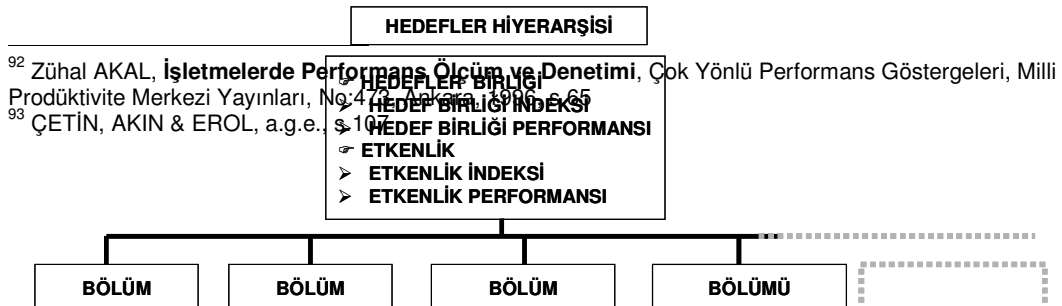 HEDEFLER HİYERARŞİSİ
92 Zühal AKAL, İşletmelerde Performans Ölçüm ve Denetimi, Çok Yönlü Performans Göstergeleri, Milli
Prodüktivite Merkezi Yayınları, No:473, Ankara, 1996, s.65
93 ÇETİN, AKIN & EROL, a.g.e., s.107
☞ HEDEFLER BİRLİĞİ
➢ HEDEF BİRLİĞİ İNDEKSİ
➢ HEDEF BİRLİĞİ PERFORMANSI
☞ ETKENLİK
➢ ETKENLİK İNDEKSİ
➢ ETKENLİK PERFORMANSI
BÖLÜM BÖLÜM BÖLÜM BÖLÜMÜ